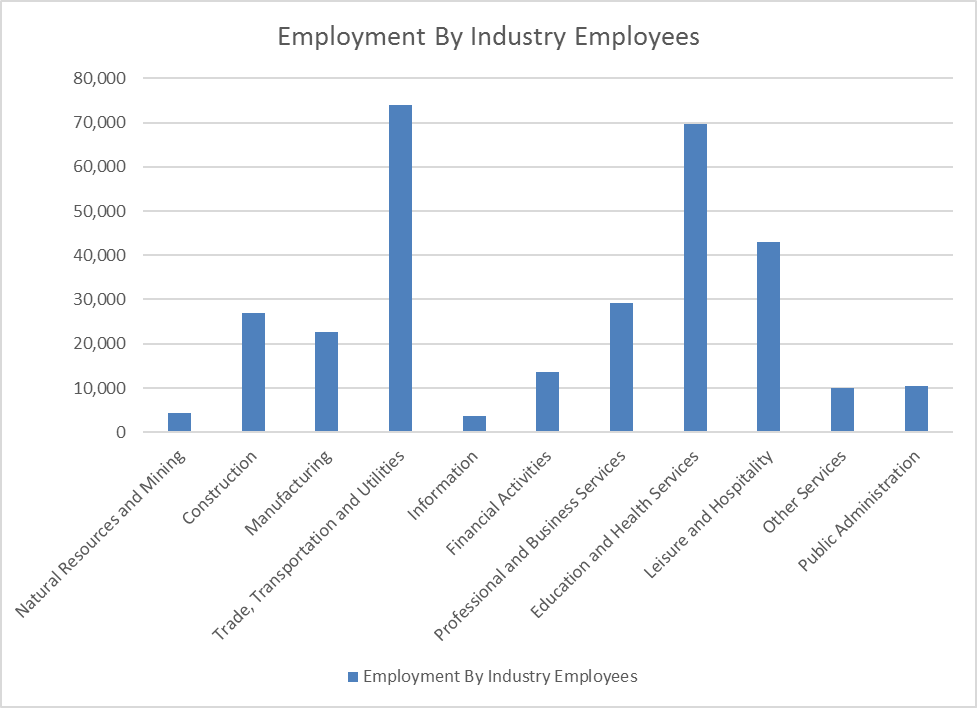 Employment By Industry Employees
80,000
70,000
60,000
50,000
40,000
30,000
20,000
10,000
0
Natural Resources and Mining
Construction
Manufacturing
Trade, Transportation and Utilities
Information
Financial Activities
Professional and Business Services
Education and Health Services
Leisure and Hospitality
Other Services
Public Administration
Employment By Industry Employees